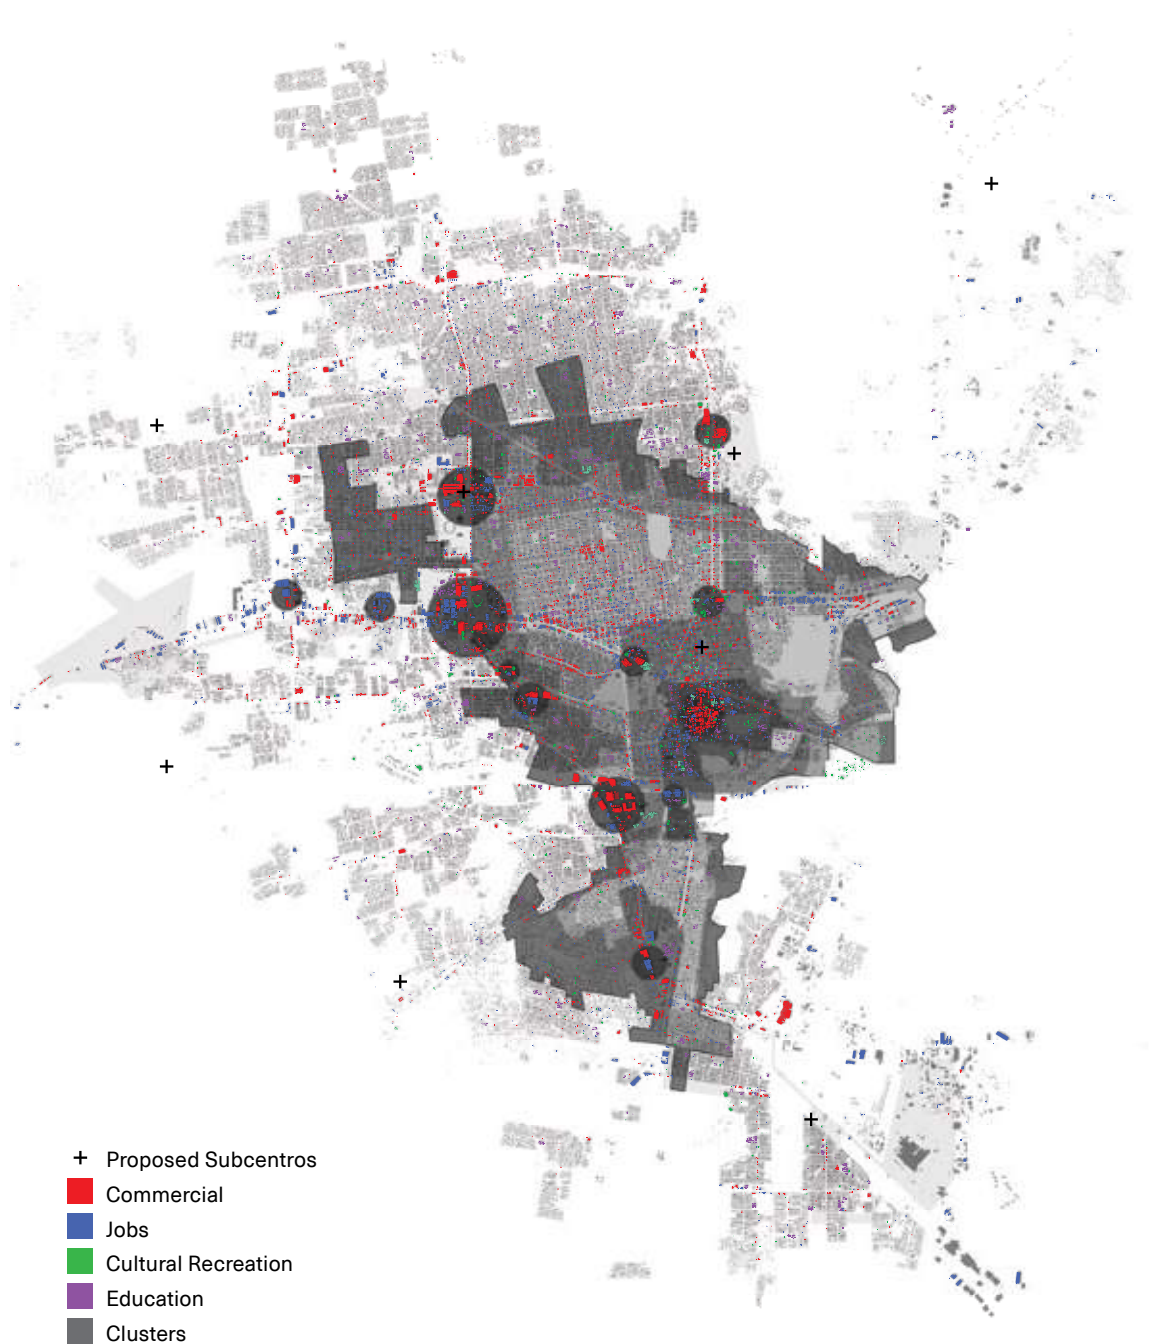 + Proposed Subcentros
Commercial
Jobs
Cultural Recreation
Education
Clusters